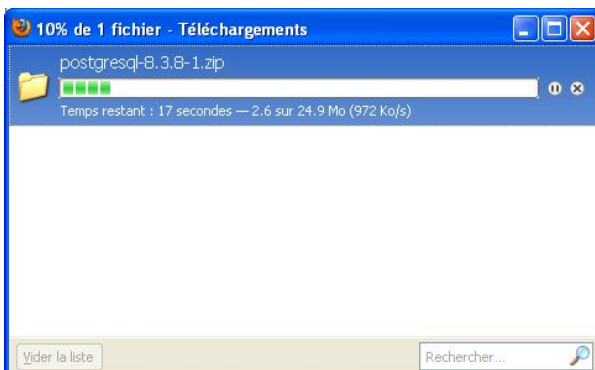 10% de 1 fichier - Téléchargements
postgresql-8.3.8-1.zip
Temps restant : 17 secondes — 2.6 sur 24.9 Mo (972 Ko/s)
Vider la liste
Rechercher...